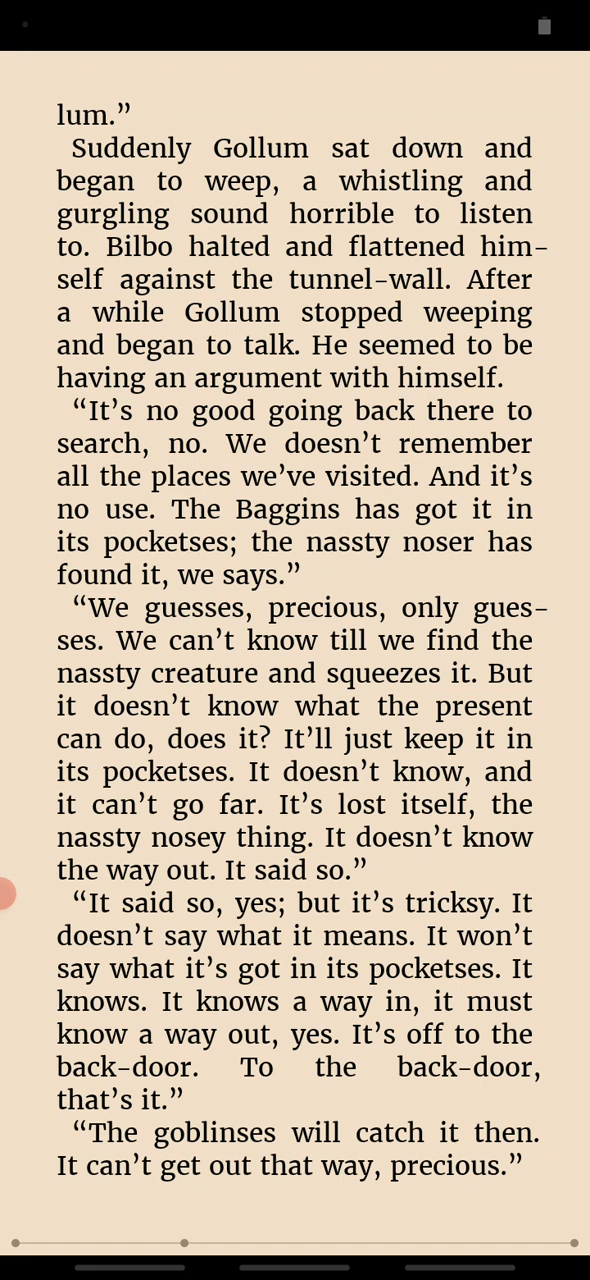 lum.”
Suddenly Gollum sat down and
began to weep, a whistling and
gurgling sound horrible to listen
to. Bilbo halted and flattened him-
self against the tunnel-wall. After
a while Gollum stopped weeping
and began to talk. He seemed to be
having an argument with himself.
“It’s no good going back there to
search, no. We doesn’t remember
all the places we’ve visited. And it’s
no use. The Baggins has got it in
its pocketses; the nassty noser has
found it, we says.”
“We guesses, precious, only gues-
ses. We can’t know till we find the
nassty creature and squeezes it. But
it doesn’t know what the present
can do, does it? It’ll just keep it in
its pocketses. It doesn’t know, and
it can’t go far. It’s lost itself, the
nassty nosey thing. It doesn’t know
the way out. It said so.”
“It said so, yes; but it’s tricksy. It
doesn’t say what it means. It won’t
say what it’s got in its pocketses. It
knows. It knows a way in, it must
know a way out, yes. It’s off to the
back-door. To the back-door,
that’s it.”
“The goblinses will catch it then.
It can’t get out that way, precious.”